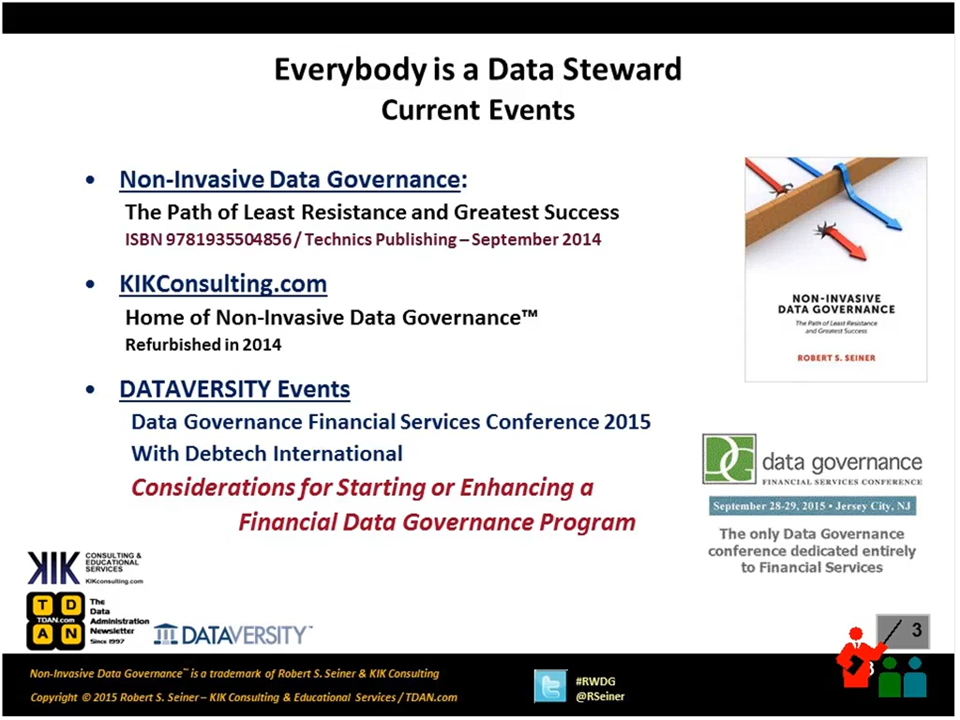 Everybody is a Data Steward
Current Events
• Non-Invasive Data Governance:
The Path of Least Resistance and Greatest Success
ISBN 9781935504856 / Technics Publishing – September 2014
• KIKConsulting.com
Home of Non-Invasive Data Governance™
Refurbished in 2014
• DATAVERSITY Events
Data Governance Financial Services Conference 2015
With Debtech International
Considerations for Starting or Enhancing a
Financial Data Governance Program
NON-INVASIVE
DATA GOVERNANCE
The Path of Least Resistance
and Greatest Success
ROBERT S. SEINER
DG data governance
FINANCIAL SERVICES CONFERENCE
September 28-29, 2015 • Jersey City, NJ
The only Data Governance
conference dedicated entirely
to Financial Services
KIK CONSULTING &
EDUCATIONAL
SERVICES
KIKconsulting.com
TDAN.com
The
Data
Administration
Newsletter
Since 1997
DATAVERSITY™
3
3
Non-Invasive Data Governance™ is a trademark of Robert S. Seiner & KIK Consulting
Copyright © 2015 Robert S. Seiner – KIK Consulting & Educational Services / TDAN.com
#RWDG
@RSeiner